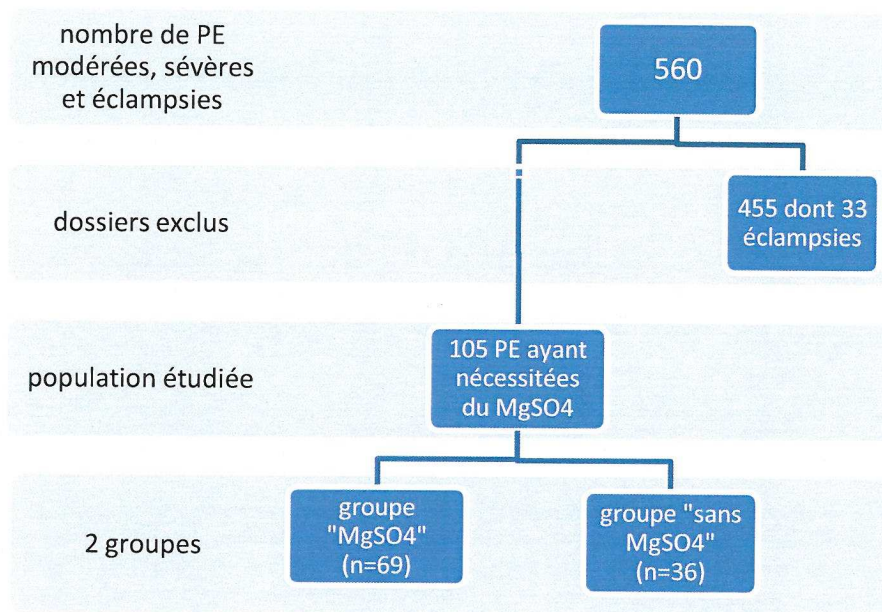 nombre de PE
modérées, sévères
et éclampsies
560
dossiers exclus
455 dont 33
éclampsies
population étudiée
105 PE ayant
nécessitées
du MgSO4
2 groupes
groupe
"MgSO4"
(n=69)
groupe "sans
MgSO4"
(n=36)